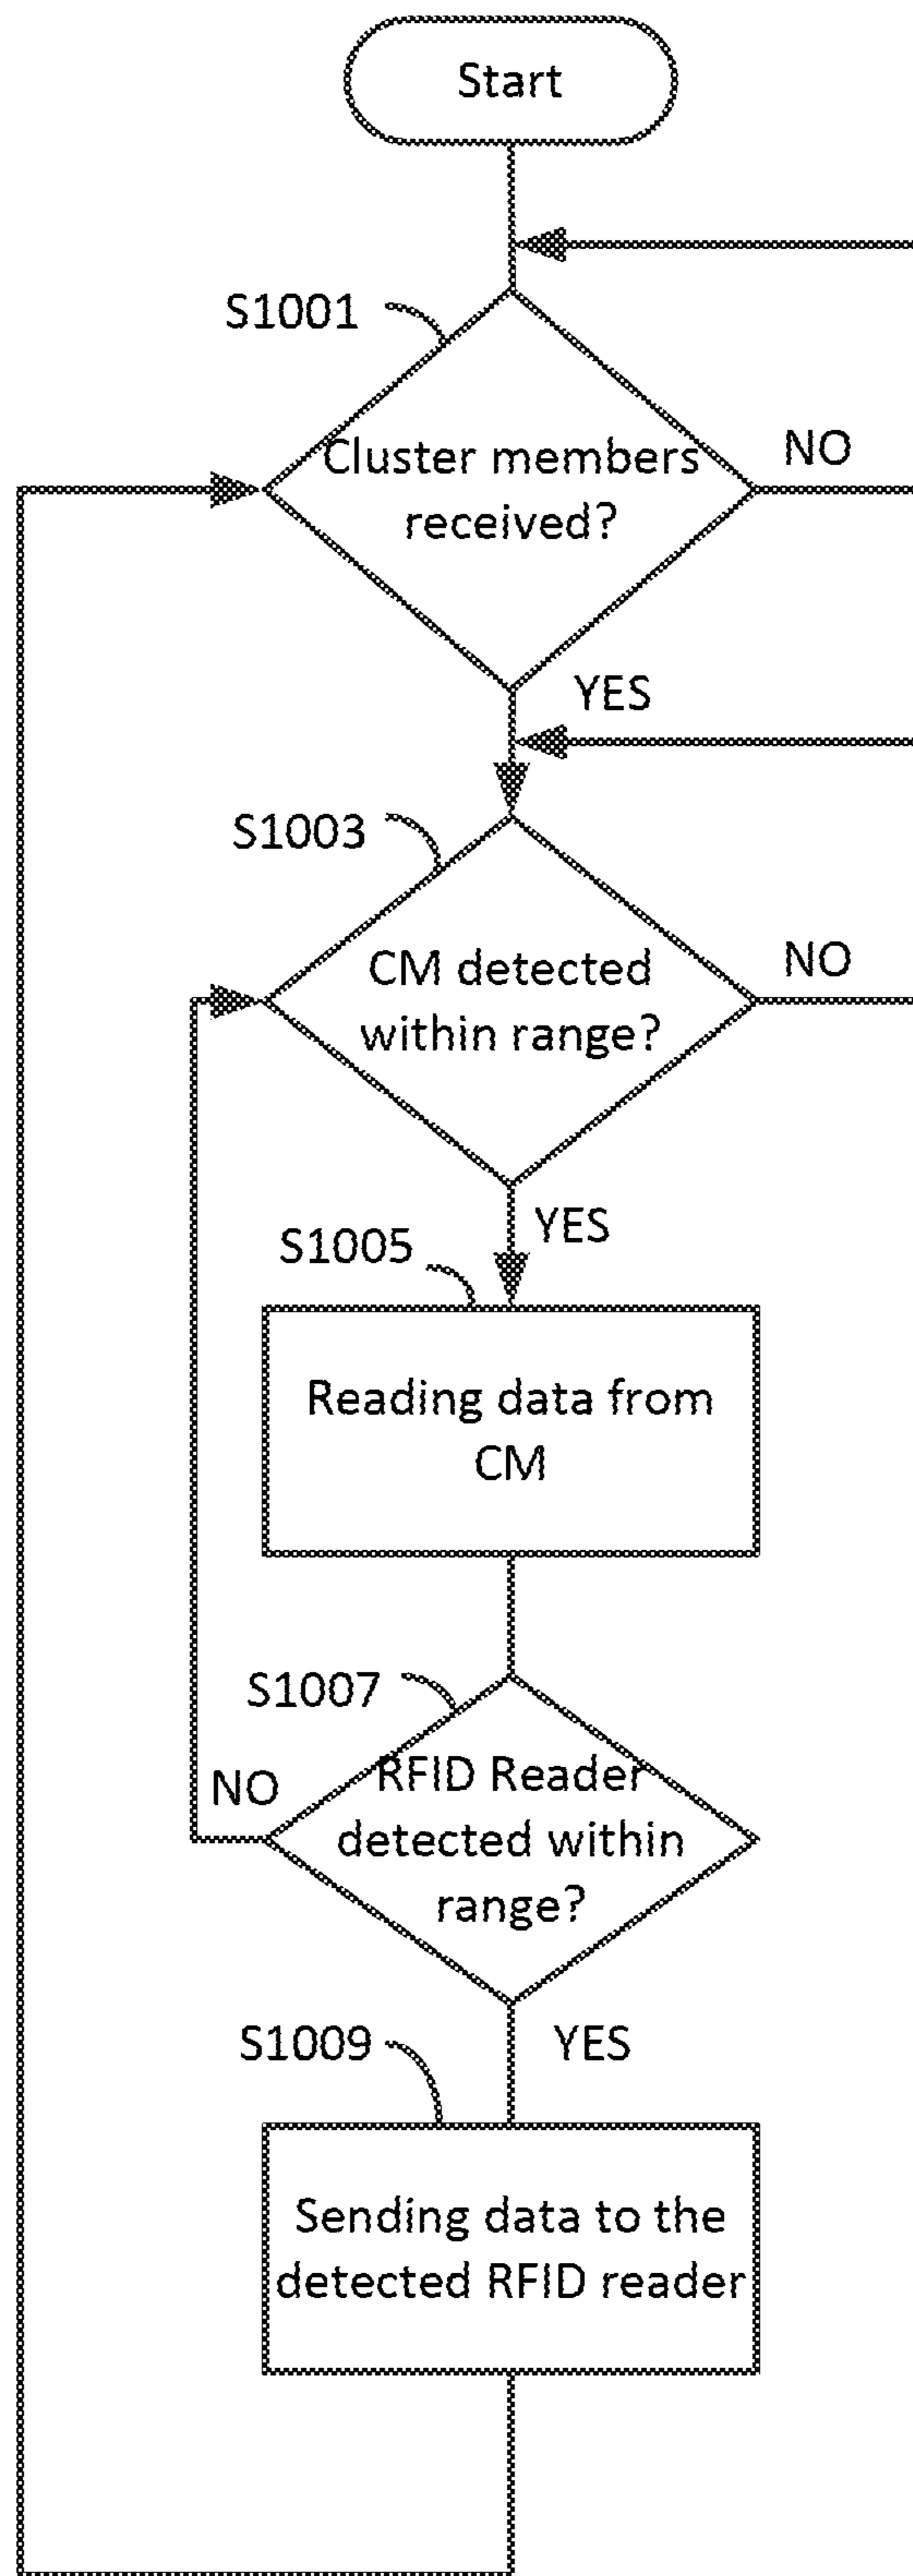 Start
S1001
Cluster members
received?
NO
YES
S1003
CM detected
within range?
NO
YES
S1005
Reading data from
CM
S1007
RFID Reader
detected within
range?
NO
YES
S1009
Sending data to the
detected RFID reader